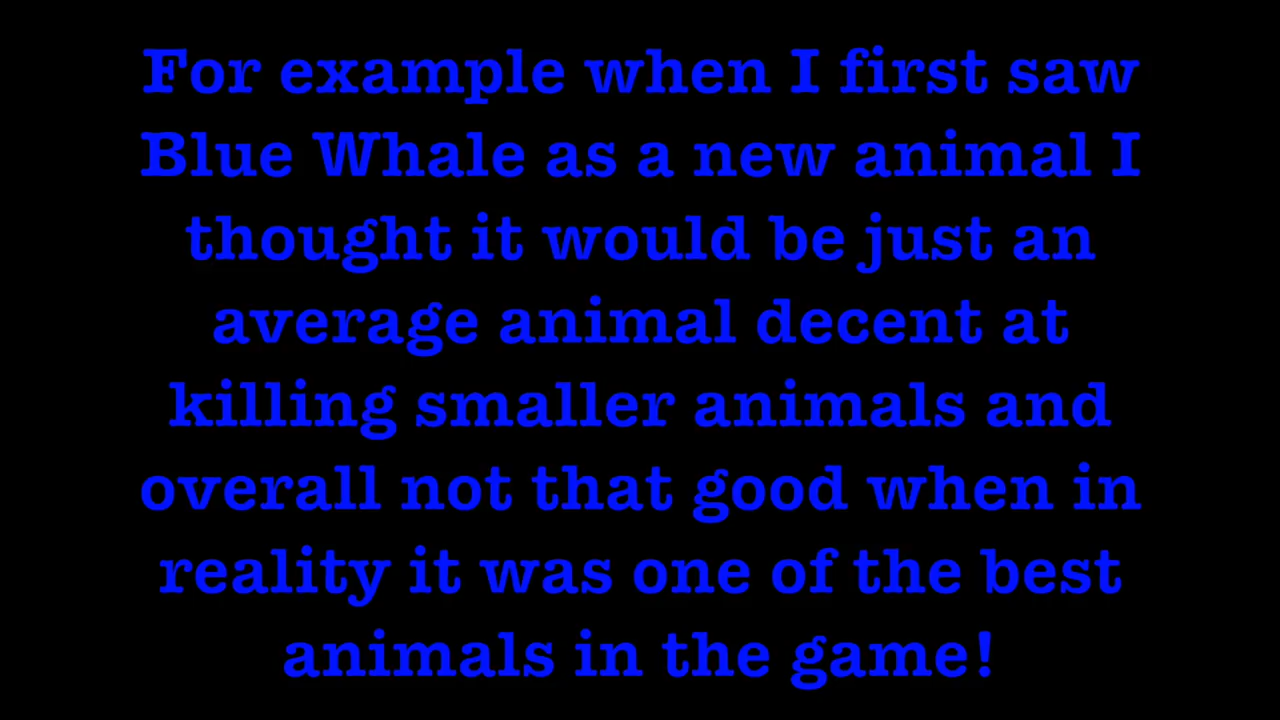 For example when I first saw
Blue Whale as a new animal I
thought it would be just an
average animal decent at
killing smaller animals and
overall not that good when in
reality it was one of the best
animals in the game!